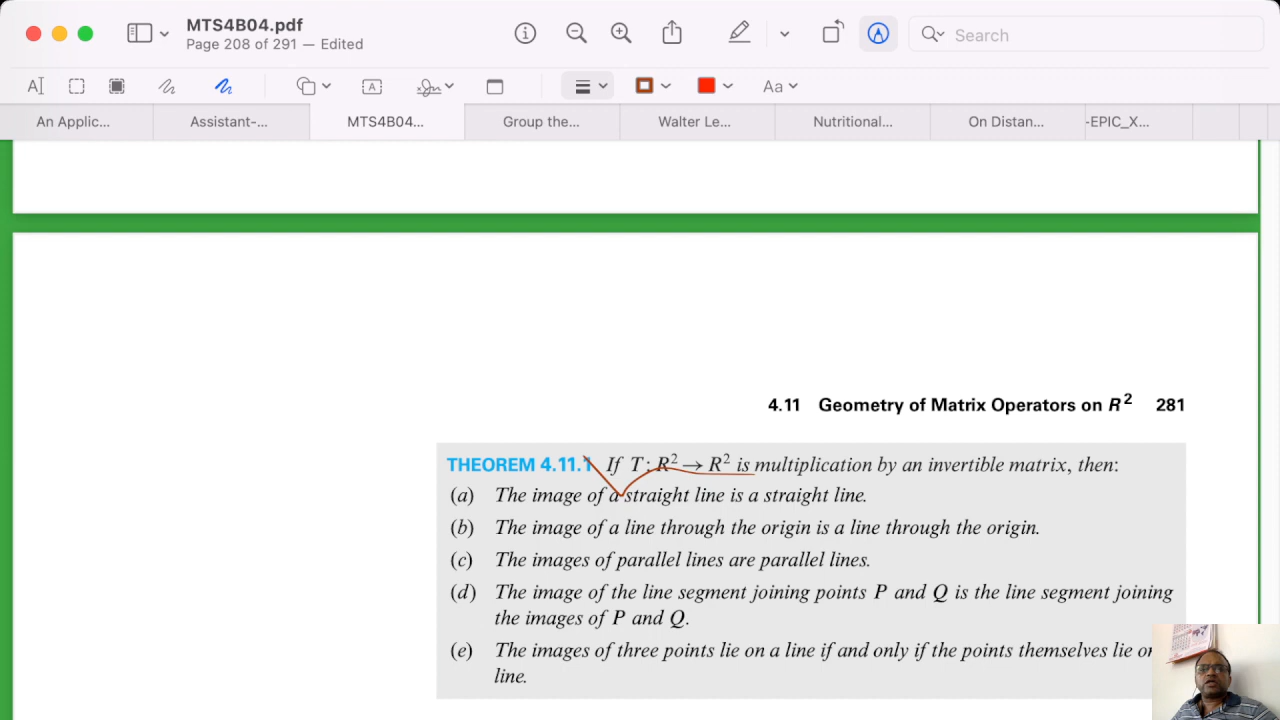 MTS4B04.pdf
Page 208 of 291 — Edited
Search
Aa
An Applic...
Assistant-...
MTS4B04...
Group the...
Walter Le...
Nutritional...
On Distan...
-EPIC_X...
4.11 Geometry of Matrix Operators on R² 281
THEOREM 4.11.1 If T : R² → R² is multiplication by an invertible matrix, then:
(a) The image of a straight line is a straight line.
(b) The image of a line through the origin is a line through the origin.
(c) The images of parallel lines are parallel lines.
(d) The image of the line segment joining points P and Q is the line segment joining
the images of P and Q.
(e) The images of three points lie on a line if and only if the points themselves lie
line.